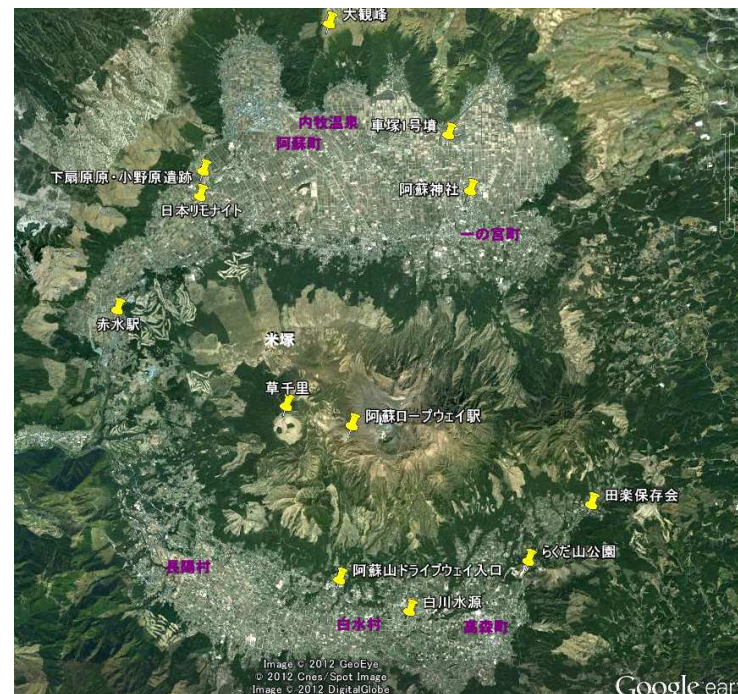 大観峰
内牧温泉
車塚1号墳
阿蘇町
下扇原原・小野原遺跡
阿蘇神社
日本リモナイト
一の宮町
赤水駅
米塚
草千里
阿蘇ロープウェイ駅
田楽保存会
らくだ山公園
長陽村
阿蘇山ドライブウェイ入口
白川水源
白水村
高森町
Image © 2012 GeoEye
© 2012 Cnes/Spot Image
Image © 2012 DigitalGlobe
Google ear